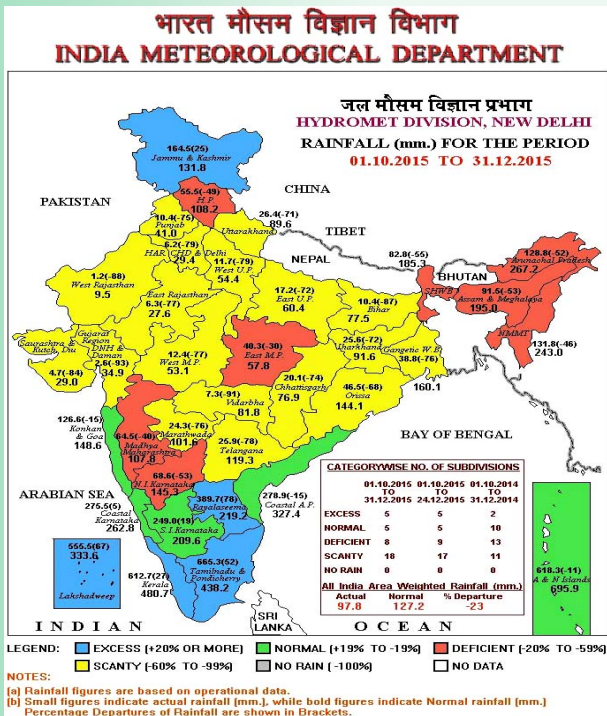 भारत मौसम विज्ञान विभाग
INDIA METEOROLOGICAL DEPARTMENT
जल मौसम विज्ञान प्रभाग
HYDROMET DIVISION, NEW DELHI
RAINFALL (mm.) FOR THE PERIOD
01.10.2015 TO 31.12.2015
164.5(25)
Jammu & Kashmir
131.8
55.5(-49)
H.P.
108.2
PAKISTAN
CHINA
10.4(-75)
Punjab
41.0
26.4(-71)
89.6
Uttarakhand
TIBET
6.2(-79)
HAR CHD & Delhi
29.4
11.7(-79)
West U.P.
54.4
NEPAL
82.8(-55)
185.3
BHUTAN
128.8(-52)
Arunachal Pradesh
267.2
1.2(-88)
West Rajasthan
9.5
East Rajasthan
6.3(-77)
27.6
17.2(-72)
East U.P.
60.4
10.4(-87)
Bihar
77.5
SHWB
91.5(-53)
Assam & Meghalaya
195.0
NMMT
131.8(-46)
243.0
Saurashtra &
Kutch, Diu
4.7(-84)
29.0
Gujarat
Region
DNH &
Daman
2.6(-93)
34.9
12.4(-77)
West M.P.
53.1
40.3(-30)
East M.P.
57.8
25.6(-72)
Jharkhand
91.6
Gangetic W.B
38.8(-76)
160.1
7.3(-91)
Vidarbha
81.8
20.1(-74)
Chhattisgarh
76.9
46.5(-68)
Orissa
144.1
126.6(-15)
Konkan
& Goa
148.6
64.5(-40)
Madhya
Maharashtra
107.8
24.3(-76)
Marathwada
101.6
25.9(-78)
Telangana
119.3
BAY OF BENGAL
ARABIAN SEA
68.6(-53)
N.I.Karnataka
145.3
275.5(5)
Coastal
Karnataka
262.8
389.7(78)
Rayalaseema
219.2
278.9(-15)
Coastal A.P.
327.4
249.0(19)
S.I.Karnataka
209.6
555.5(67)
333.6
Lakshadweep
612.7(27)
Kerala
480.7
665.3(52)
Tamilnadu &
Pondicherry
438.2
618.3(-11)
A & N Islands
695.9
CATEGORYWISE NO. OF SUBDIVISIONS
01.10.2015 01.10.2015 01.10.2014
TO TO TO
31.12.2015 24.12.2015 31.12.2014
EXCESS 5 5 2
NORMAL 5 5 10
DEFICIENT 8 9 13
SCANTY 18 17 11
NO RAIN 0 0 0
All India Area Weighted Rainfall (mm.)
Actual Normal % Departure
97.8 127.2 -23
SRI
LANKA
INDIAN OCEAN
LEGEND: EXCESS (+20% OR MORE) NORMAL (+19% TO -19%) DEFICIENT (-20% TO -59%)
SCANTY (-60% TO -99%) NO RAIN (-100%) NO DATA
NOTES:
(a) Rainfall figures are based on operational data.
(b) Small figures indicate actual rainfall (mm.), while bold figures indicate Normal rainfall (mm.)
Percentage Departures of Rainfall are shown in Brackets.